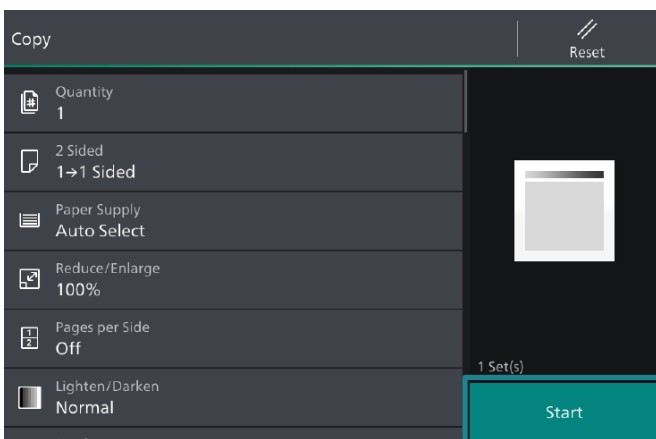 Copy
Reset
Quantity
1
2 Sided
1→1 Sided
Paper Supply
Auto Select
Reduce/Enlarge
100%
Pages per Side
Off
Lighten/Darken
Normal
1 Set(s)
Start